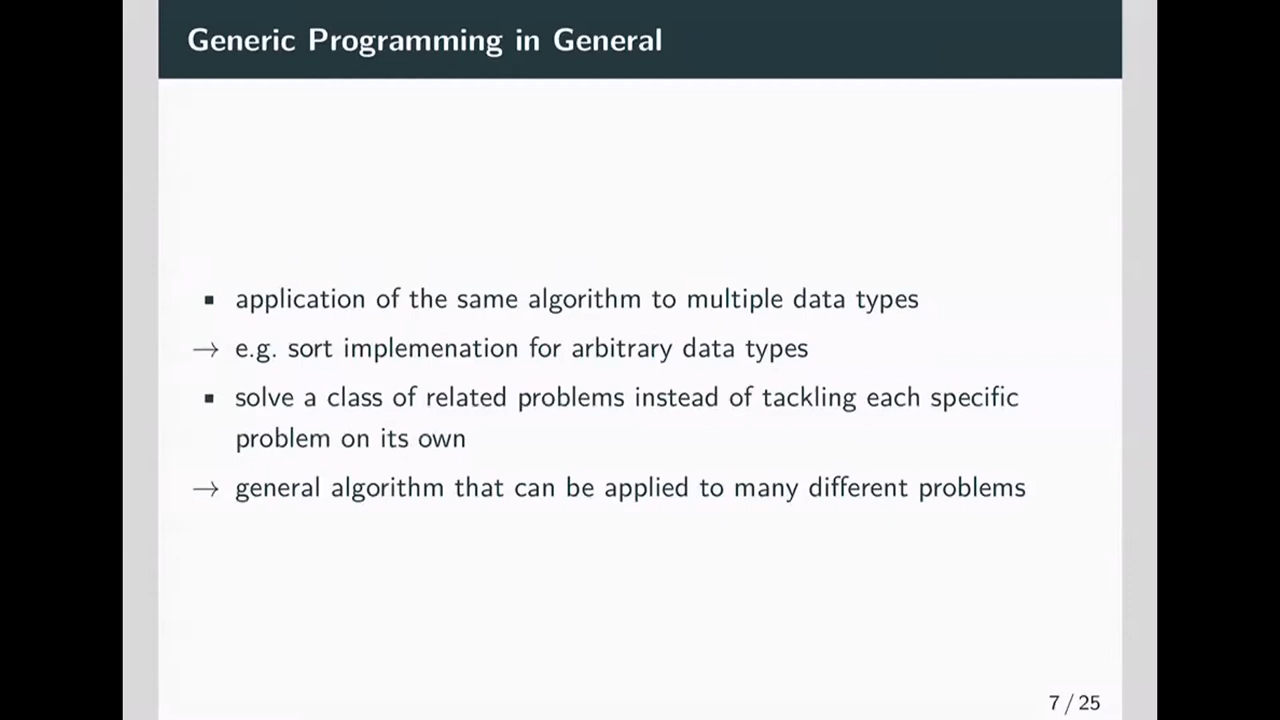 Generic Programming in General
▪ application of the same algorithm to multiple data types
→ e.g. sort implemenation for arbitrary data types
▪ solve a class of related problems instead of tackling each specific
problem on its own
→ general algorithm that can be applied to many different problems
7 / 25